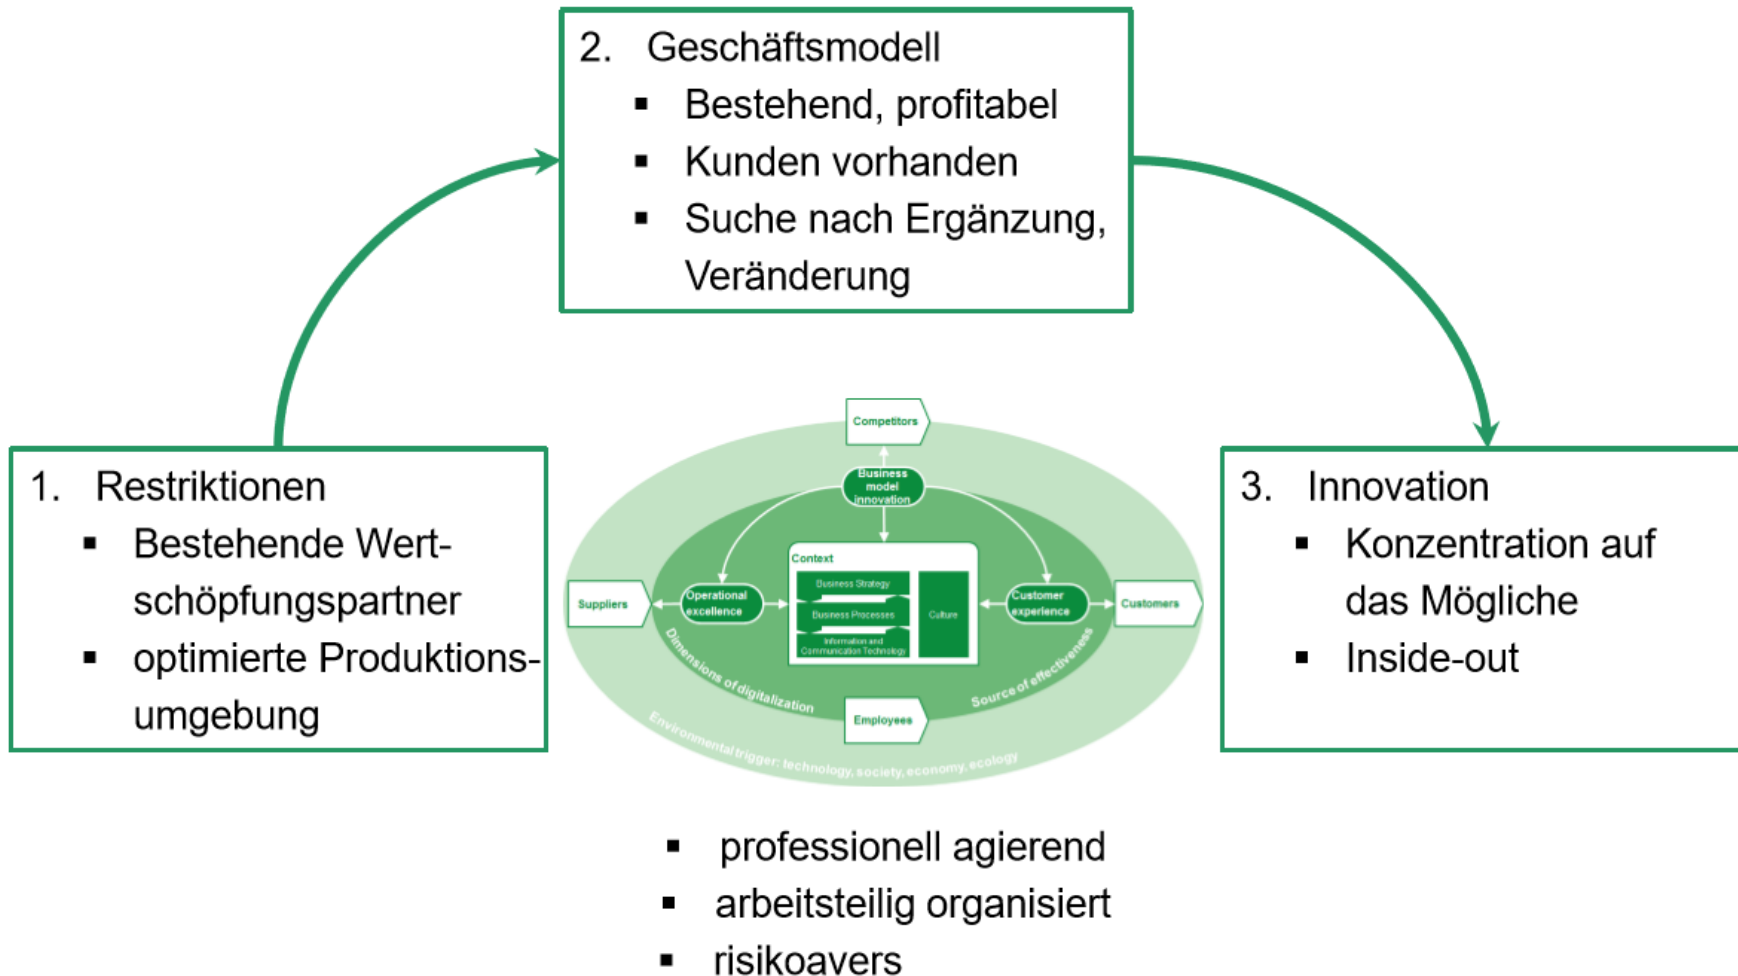 2. Geschäftsmodell
▪ Bestehend, profitabel
▪ Kunden vorhanden
▪ Suche nach Ergänzung,
Veränderung
1. Restriktionen
▪ Bestehende Wert-
schöpfungspartner
▪ optimierte Produktions-
umgebung
Competitors
Business
model
innovation
Context
Business Strategy
Business Processes
Information and
Communication Technology
Culture
Suppliers
Operational
excellence
Customer
experience
Customers
Dimensions of digitalization
Source of effectiveness
Employees
Environmental trigger: technology, society, economy, ecology
3. Innovation
▪ Konzentration auf
das Mögliche
▪ Inside-out
▪ professionell agierend
▪ arbeitsteilig organisiert
▪ risikoavers